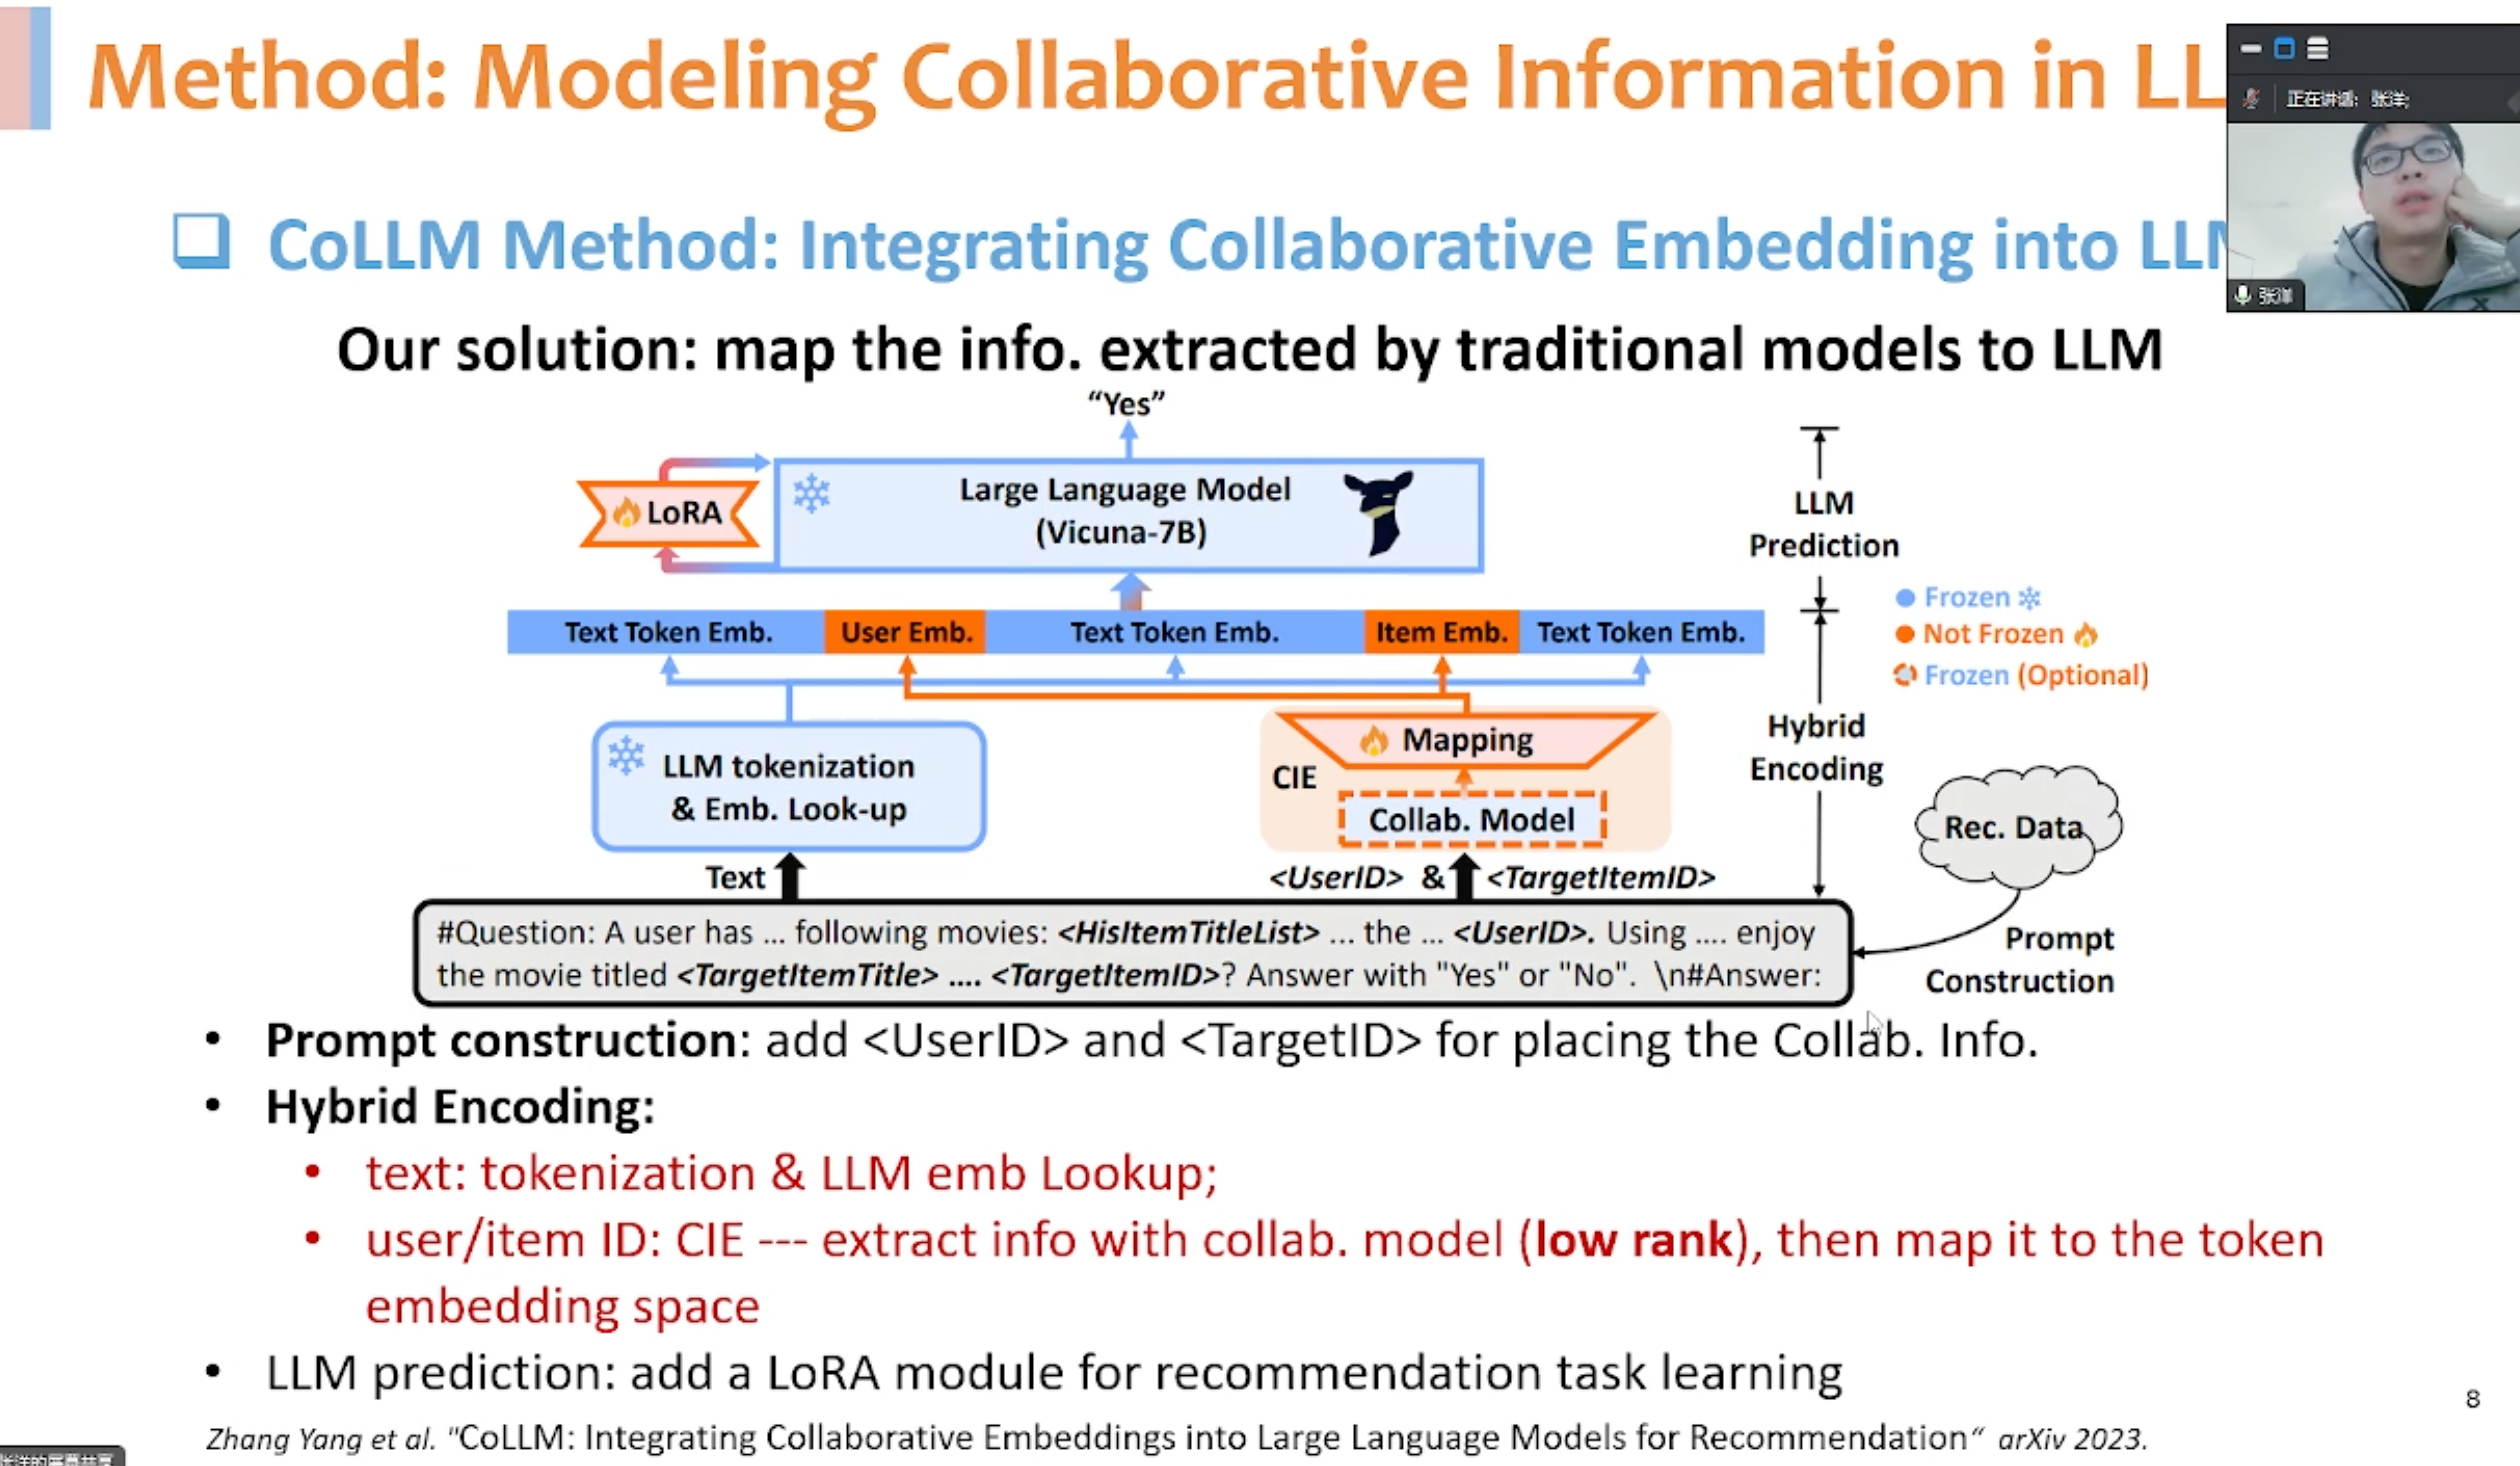 Method: Modeling Collaborative Information in LL
正在讲话: 张洋;
CoLLM Method: Integrating Collaborative Embedding into LLM
张洋
Our solution: map the info. extracted by traditional models to LLM
“Yes”
LoRA
Large Language Model
(Vicuna-7B)
LLM
Prediction
Frozen
Not Frozen
Frozen (Optional)
Text Token Emb.
User Emb.
Text Token Emb.
Item Emb.
Text Token Emb.
LLM tokenization
& Emb. Look-up
CIE
Mapping
Collab. Model
Hybrid
Encoding
Rec. Data
Text
<UserID> & <TargetItemID>
#Question: A user has ... following movies: <HisItemTitleList> ... the ... <UserID>. Using .... enjoy
the movie titled <TargetItemTitle> .... <TargetItemID>? Answer with "Yes" or "No". \n#Answer:
Prompt
Construction
• Prompt construction: add <UserID> and <TargetID> for placing the Collab. Info.
• Hybrid Encoding:
• text: tokenization & LLM emb Lookup;
• user/item ID: CIE --- extract info with collab. model (low rank), then map it to the token
embedding space
• LLM prediction: add a LoRA module for recommendation task learning
8
Zhang Yang et al. "CoLLM: Integrating Collaborative Embeddings into Large Language Models for Recommendation“ arXiv 2023.